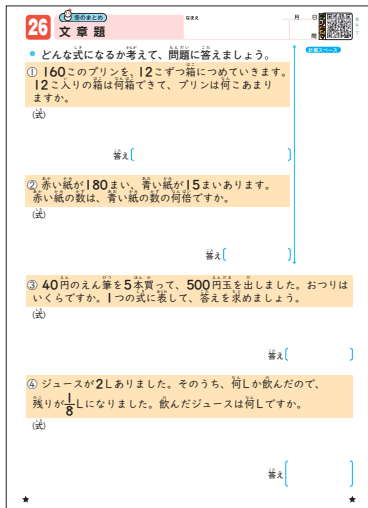 冬のまとめ
26 文章題
なまえ
月 日
問
計算スペース
● どんな式になるか考えて、問題に答えましょう。
① 160このプリンを、12こずつ箱につめていきます。
12こ入りの箱は何箱できて、プリンは何こあまり
ますか。
(式)
答え〔 〕
② 赤い紙が180まい、青い紙が15まいあります。
赤い紙の数は、青い紙の数の何倍ですか。
(式)
答え〔 〕
③ 40円のえん筆を5本買って、500円玉を出しました。おつりは
いくらですか。1つの式に表して、答えを求めましょう。
(式)
答え〔 〕
④ ジュースが2Lありました。そのうち、何Lか飲んだので、
残りが1/8Lになりました。飲んだジュースは何Lですか。
(式)
答え〔 〕
★ ★